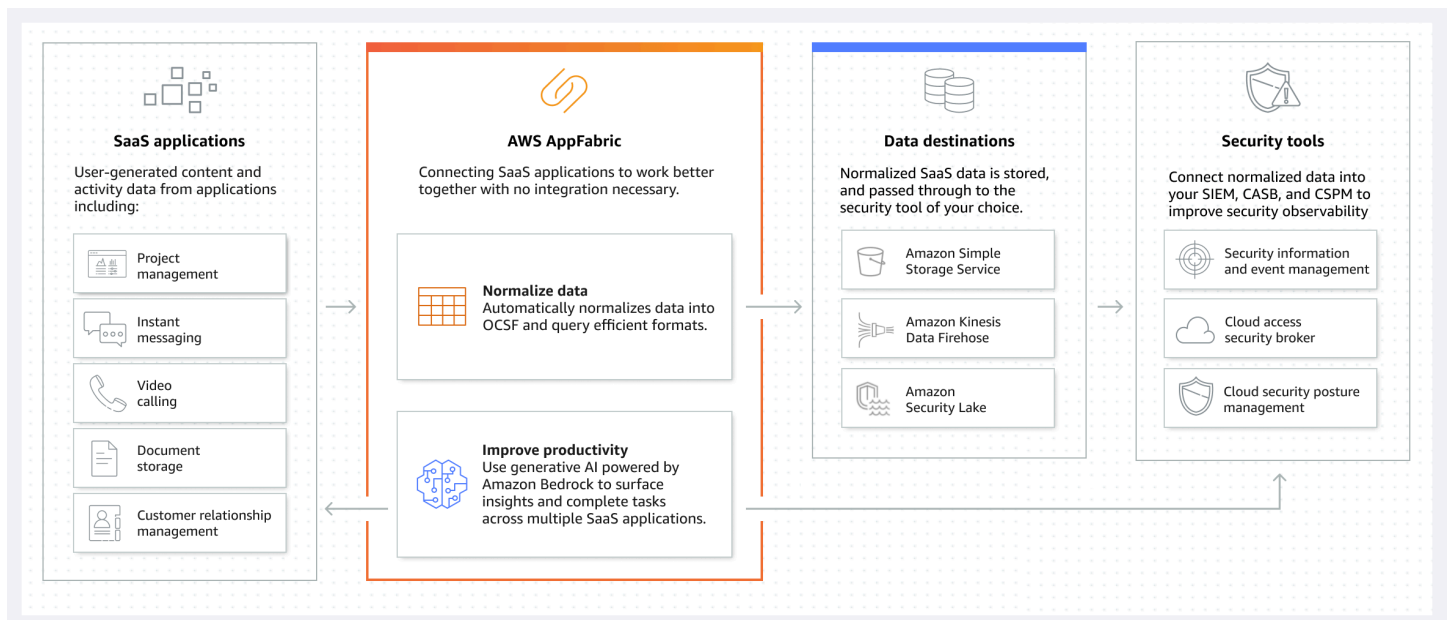 SaaS applications
User-generated content and
activity data from applications
including:
Project
management
Instant
messaging
Video
calling
Document
storage
Customer relationship
management
AWS AppFabric
Connecting SaaS applications to work better
together with no integration necessary.
Normalize data
Automatically normalizes data into
OCSF and query efficient formats.
Improve productivity
Use generative AI powered by
Amazon Bedrock to surface
insights and complete tasks
across multiple SaaS applications.
Data destinations
Normalized SaaS data is stored,
and passed through to the
security tool of your choice.
Amazon Simple
Storage Service
Amazon Kinesis
Data Firehose
Amazon
Security Lake
Security tools
Connect normalized data into
your SIEM, CASB, and CSPM to
improve security observability
Security information
and event management
Cloud access
security broker
Cloud security posture
management